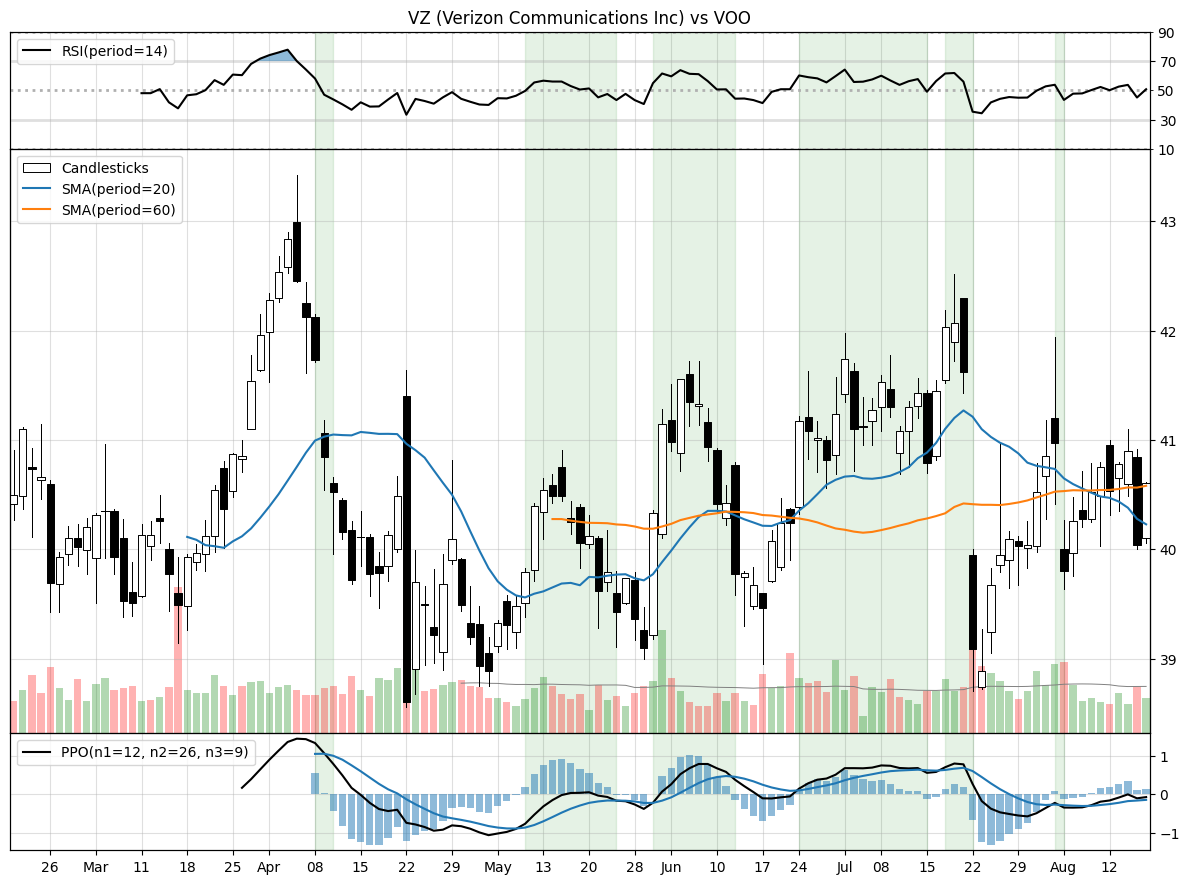 VZ (Verizon Communications Inc) vs VOO
RSI(period=14)
90
70
50
30
10
Candlesticks
SMA(period=20)
SMA(period=60)
43
42
41
40
39
PPO(n1=12, n2=26, n3=9)
1
0
−1
26 Mar 11 18 25 Apr 08 15 22 29 May 13 20 28 Jun 10 17 24 Jul 08 15 22 29 Aug 12